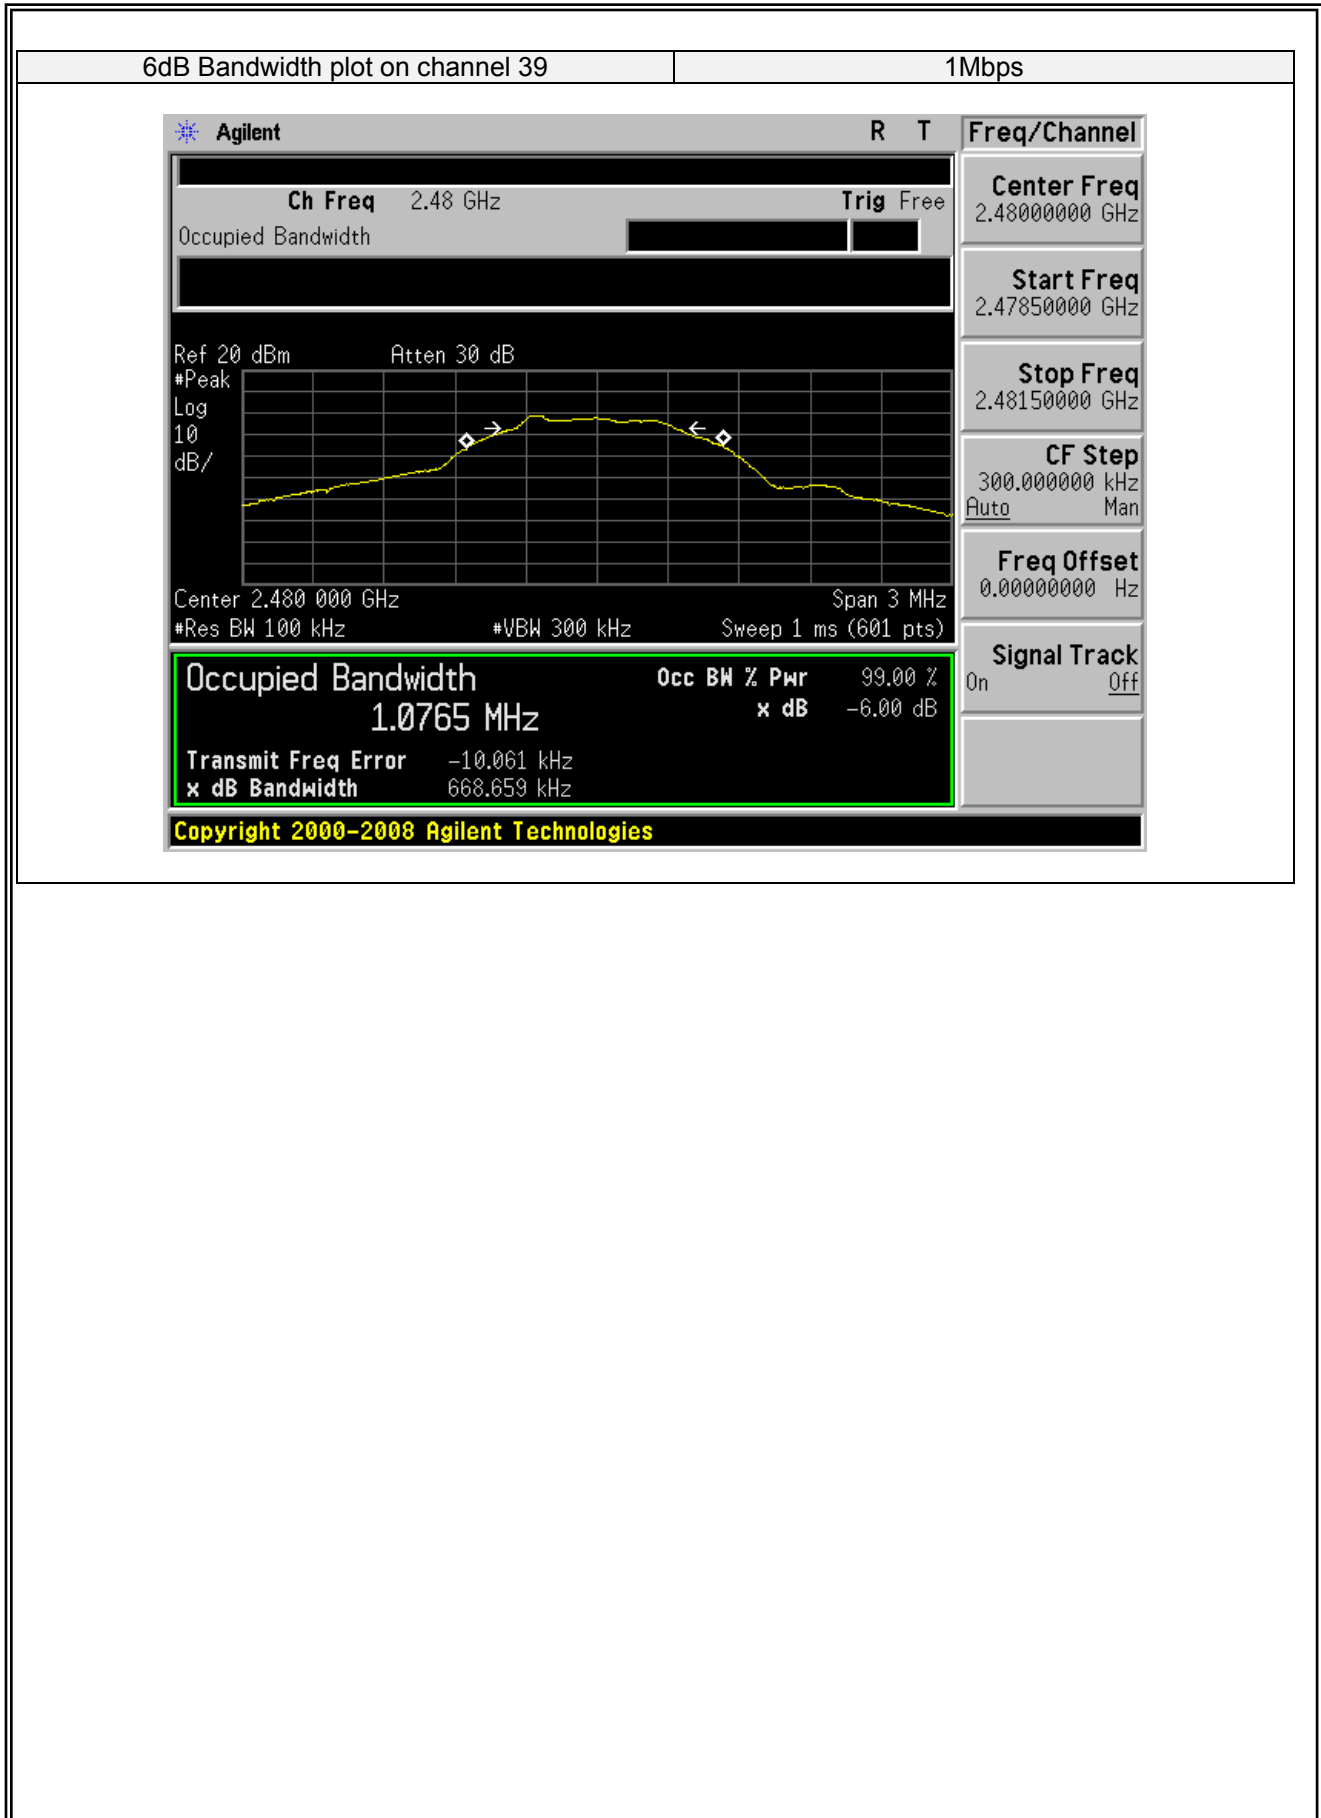 6dB Bandwidth plot on channel 39 1Mbps
Agilent R T Freq/Channel
Ch Freq 2.48 GHz Trig Free
Occupied Bandwidth
Center Freq
2.48000000 GHz
Start Freq
2.47850000 GHz
Stop Freq
2.48150000 GHz
CF Step
300.000000 kHz
Auto Man
Freq Offset
0.00000000 Hz
Signal Track
On Off
Ref 20 dBm Atten 30 dB
#Peak
Log
10
dB/
Center 2.480 000 GHz Span 3 MHz
#Res BW 100 kHz #VBW 300 kHz Sweep 1 ms (601 pts)
Occupied Bandwidth Occ BW % Pwr 99.00 %
1.0765 MHz x dB -6.00 dB
Transmit Freq Error -10.061 kHz
x dB Bandwidth 668.659 kHz
Copyright 2000-2008 Agilent Technologies